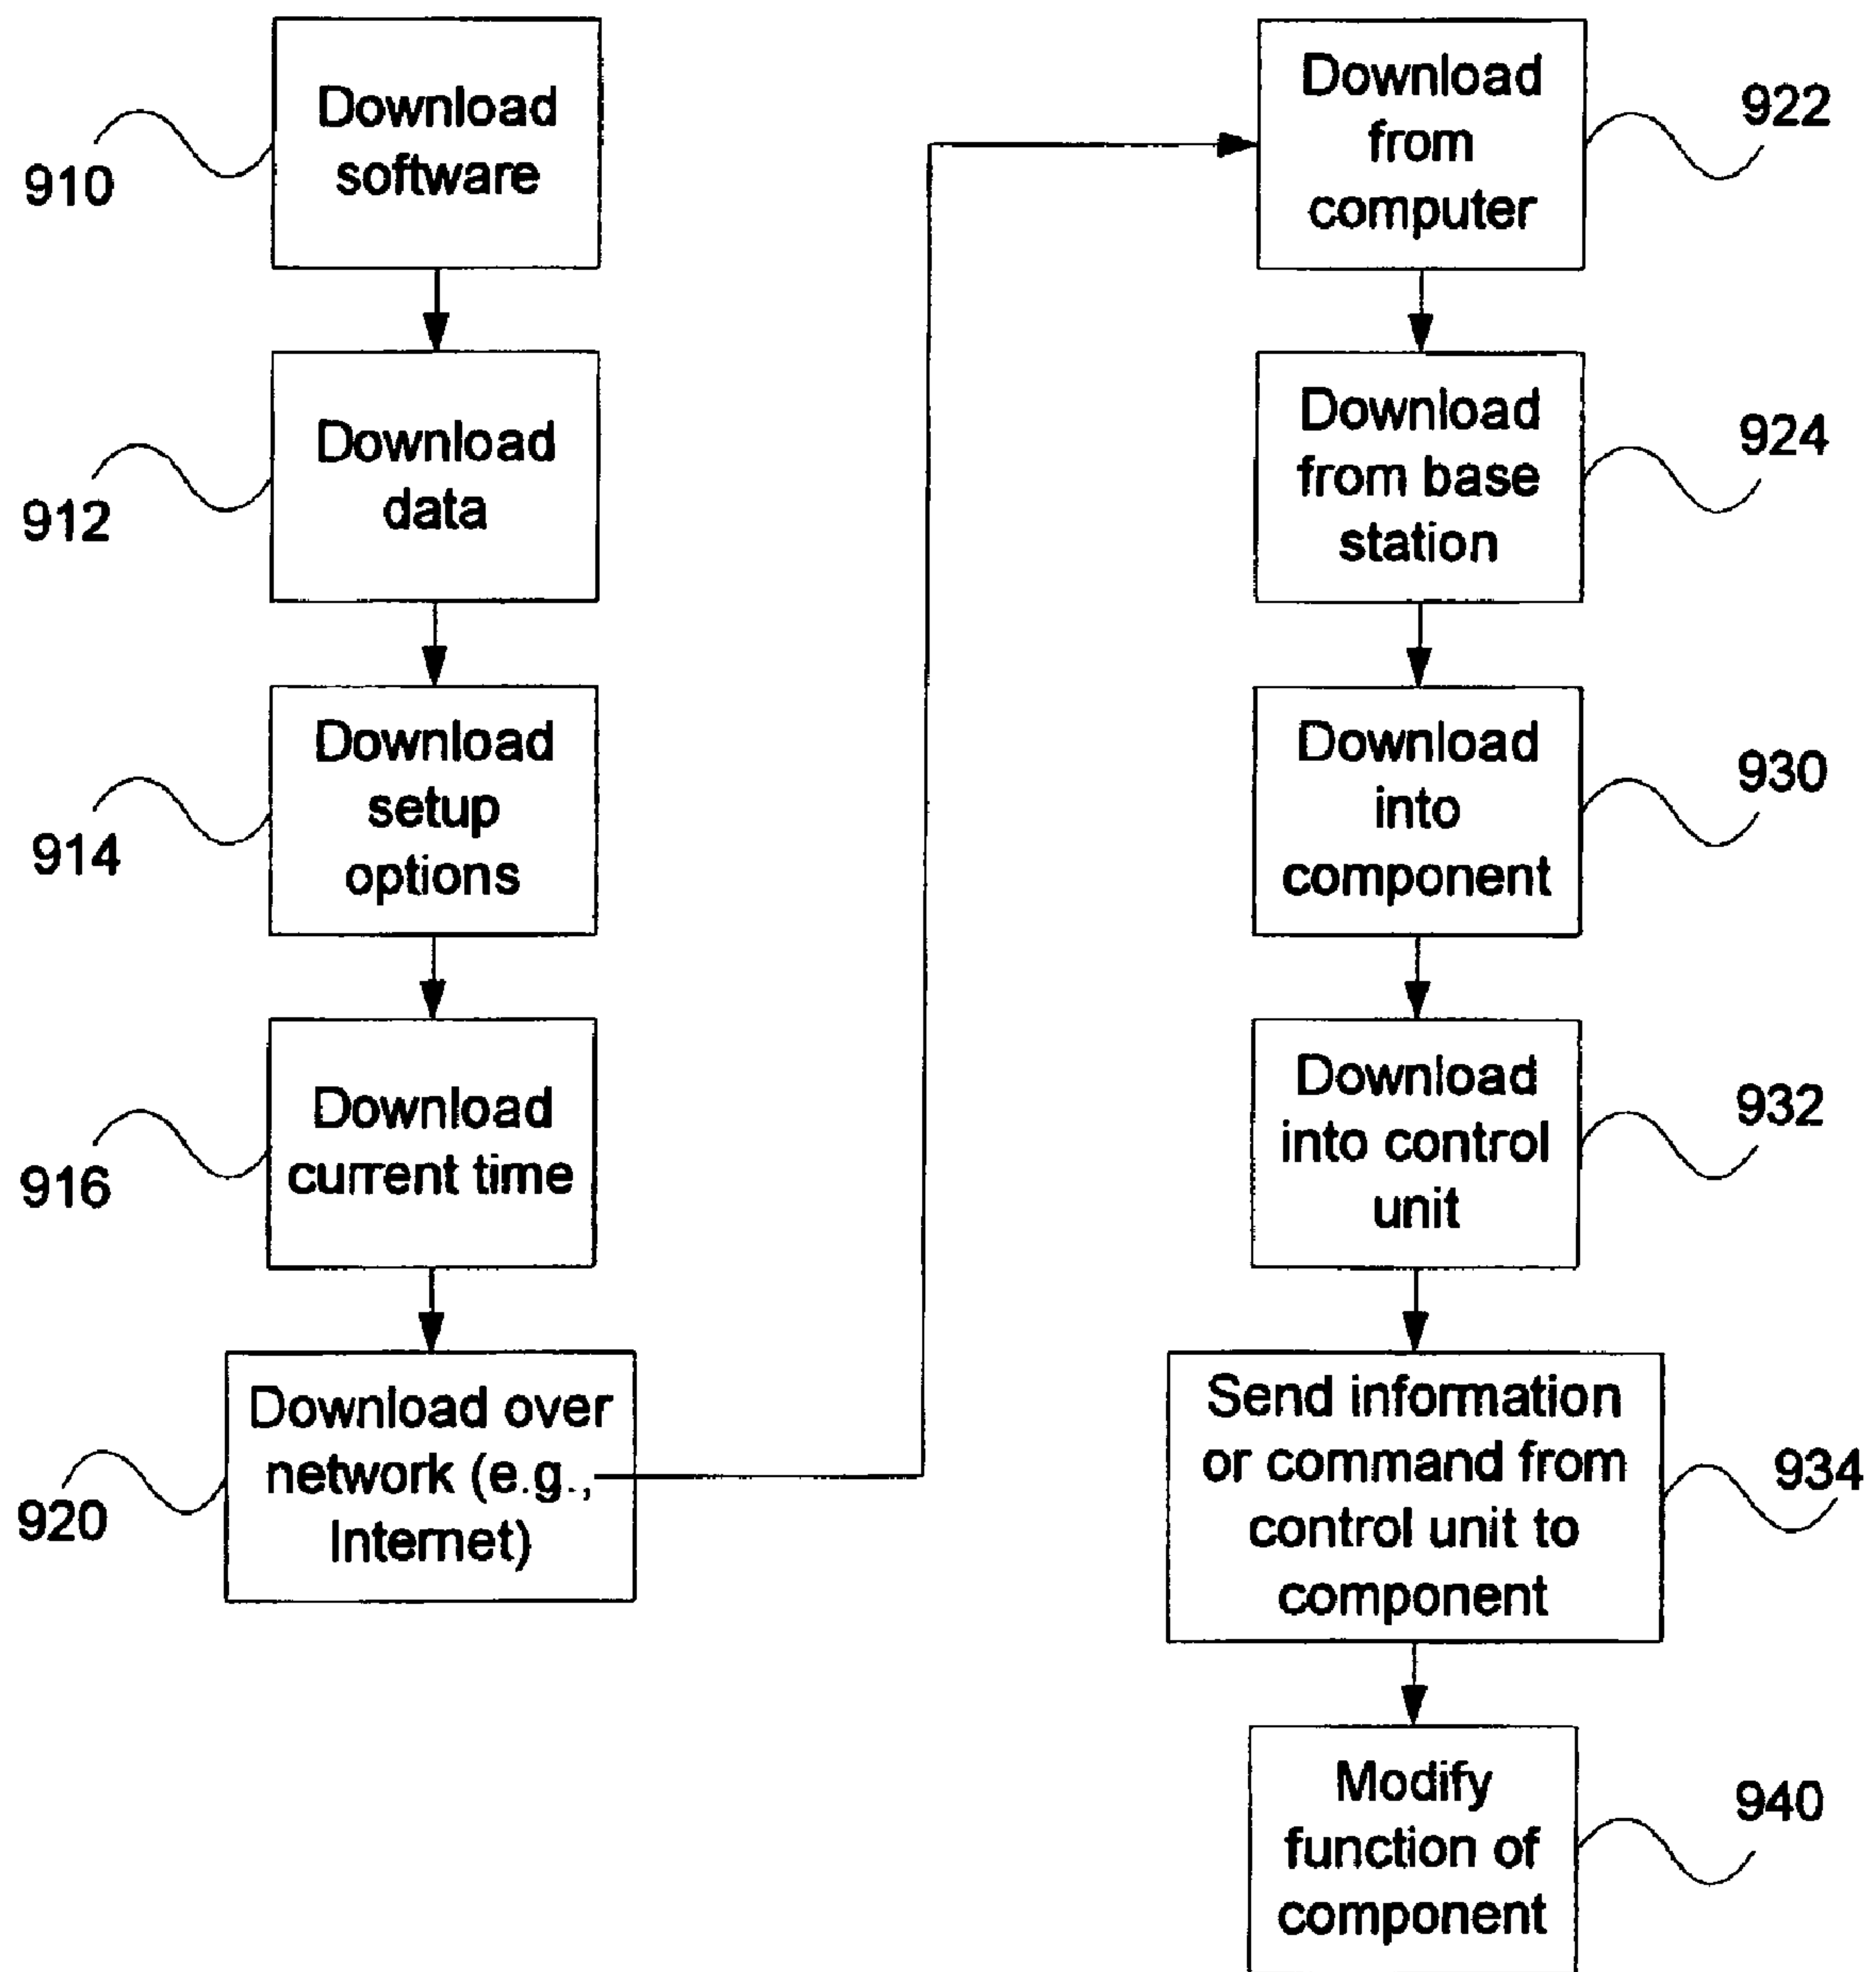 Download
software
910
Download
data
912
Download
setup
options
914
Download
current time
916
Download over
network (e.g.,
Internet)
920
Download
from
computer
922
Download
from base
station
924
Download
into
component
930
Download
into control
unit
932
Send information
or command from
control unit to
component
934
Modify
function of
component
940